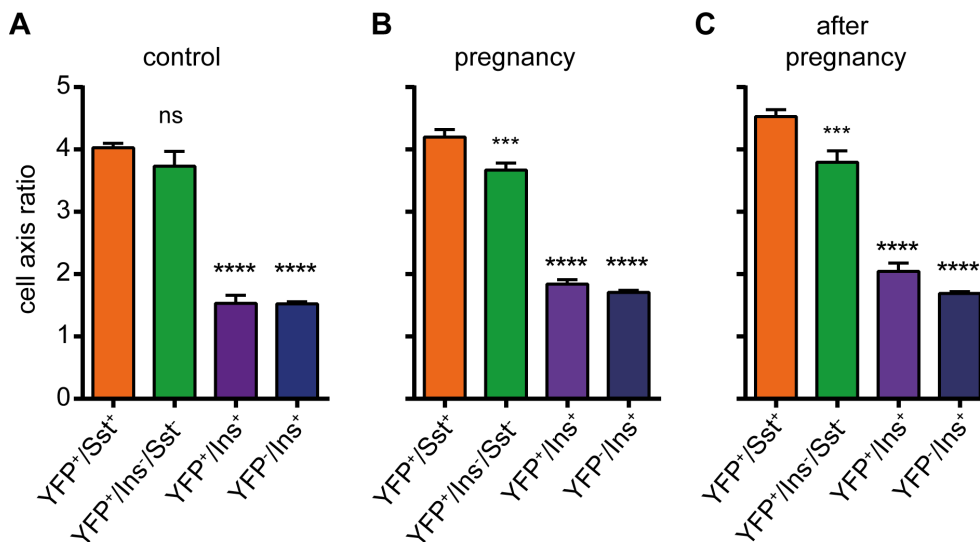 A
control
cell axis ratio
5
4
3
2
1
0
ns
****
****
YFP⁺/Sst⁺
YFP⁺/Ins⁻/Sst⁻
YFP⁺/Ins⁺
YFP⁻/Ins⁺
B
pregnancy
***
****
****
YFP⁺/Sst⁺
YFP⁺/Ins⁻/Sst⁻
YFP⁺/Ins⁺
YFP⁻/Ins⁺
C
after
pregnancy
***
****
****
YFP⁺/Sst⁺
YFP⁺/Ins⁻/Sst⁻
YFP⁺/Ins⁺
YFP⁻/Ins⁺